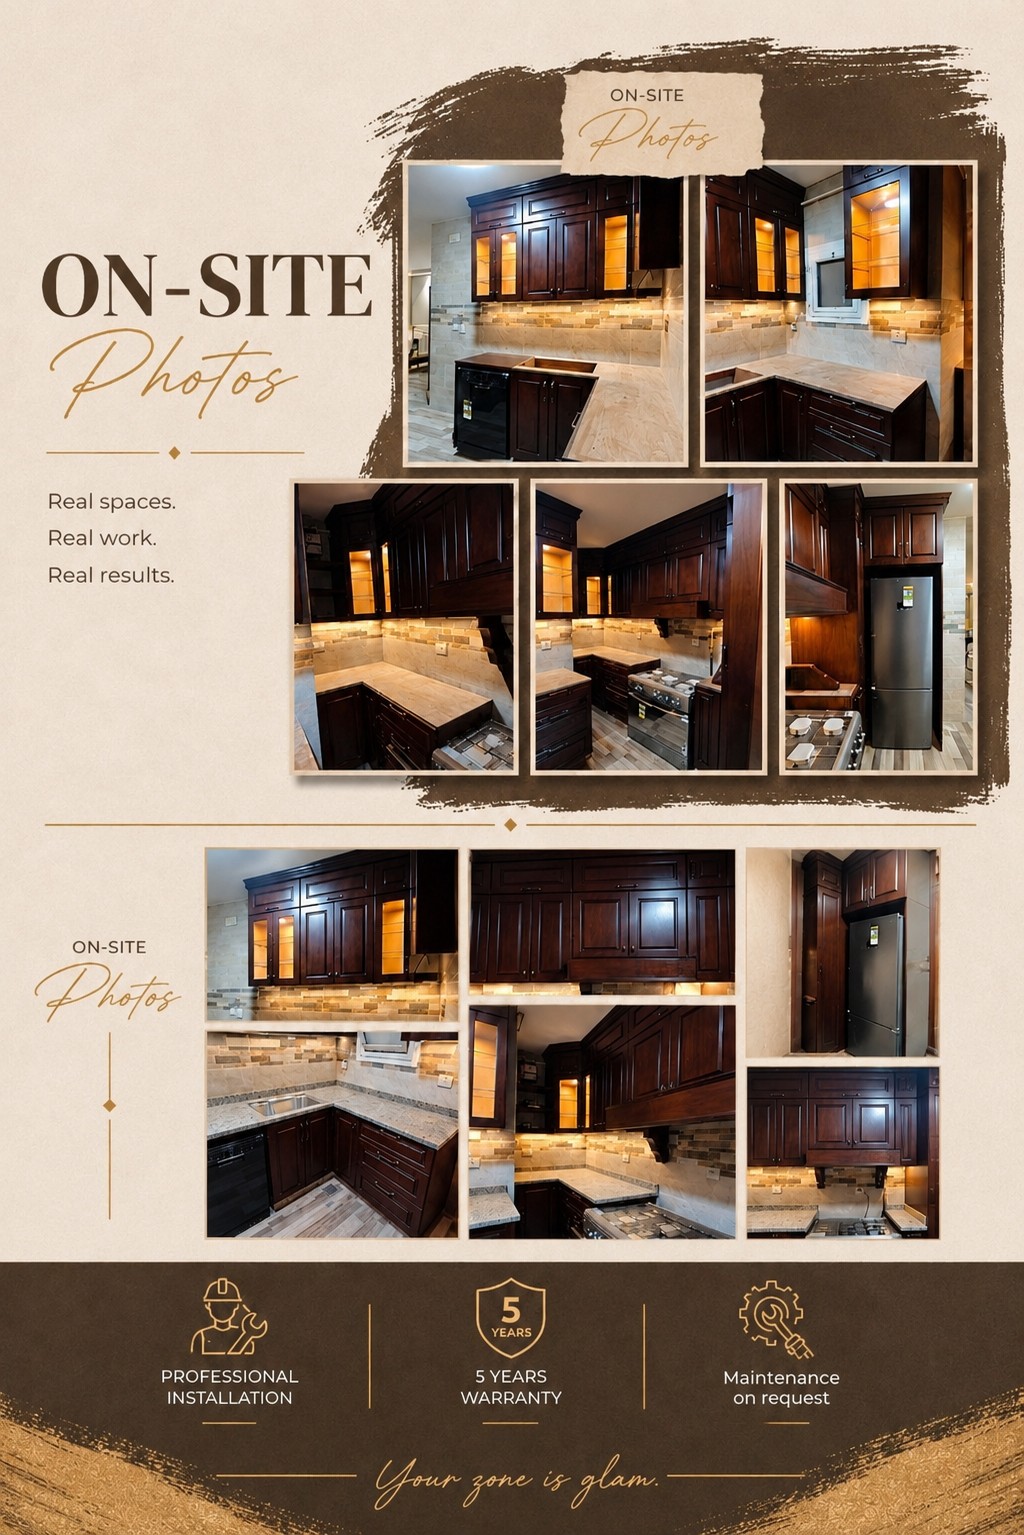 ON-SITE
Photos
ON-SITE
Photos
Real spaces.
Real work.
Real results.
ON-SITE
Photos
5
YEARS
PROFESSIONAL
INSTALLATION
5 YEARS
WARRANTY
Maintenance
on request
Your zone is glam.